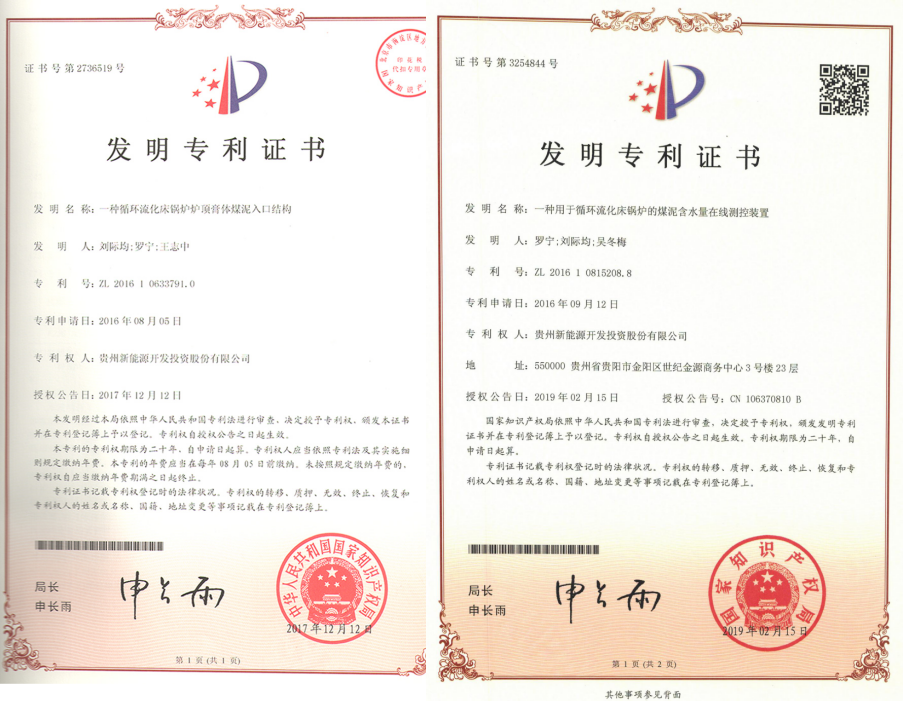 证书号第2736519号
发明专利证书
发 明 名 称：一种循环流化床锅炉炉顶膏体煤泥入口结构
发 明 人：刘际均;罗宁;王志中
专 利 号：ZL 2016 1 0633791.0
专利申请日：2016年08月05日
专 利 权 人：贵州新能源开发投资股份有限公司
授权公告日：2017年12月12日
本发明经过本局依照中华人民共和国专利法进行审查，决定授予专利权，颁发本证书
并在专利登记簿上予以登记。专利权自授权公告之日起生效。
本专利的专利权期限为二十年，自申请日起算。专利权人应当依照专利法及其实施细
则规定缴纳年费。本专利的年费应当在每年08月05日前缴纳。未按照规定缴纳年费的，
专利权自应当缴纳年费期满之日起终止。
专利证书记载专利权登记时的法律状况。专利权的转移、质押、无效、终止、恢复和
专利权人的姓名或名称、国籍、地址变更等事项记载在专利登记簿上。
局长
申长雨
申长雨
中华人民共和国国家知识产权局
2017年12月12日
第 1 页 (共 1 页)
证书号第3254844号
发明专利证书
发 明 名 称：一种用于循环流化床锅炉的煤泥含水量在线测控装置
发 明 人：罗宁;刘际均;吴冬梅
专 利 号：ZL 2016 1 0815208.8
专利申请日：2016年09月12日
专 利 权 人：贵州新能源开发投资股份有限公司
地 址：550000 贵州省贵阳市金阳区世纪金源商务中心3号楼23层
授权公告日：2019年02月15日 授权公告号：CN 106370810 B
国家知识产权局依照中华人民共和国专利法进行审查，决定授予专利权，颁发发明专利
证书并在专利登记簿上予以登记。专利权自授权公告之日起生效。专利权期限为二十年，自
申请日起算。
专利证书记载专利权登记时的法律状况。专利权的转移、质押、无效、终止、恢复和专
利权人的姓名或名称、国籍、地址变更等事项记载在专利登记簿上。
局长
申长雨
申长雨
国家知识产权局
2019年02月15日
第 1 页 (共 2 页)
其他事项参见背面